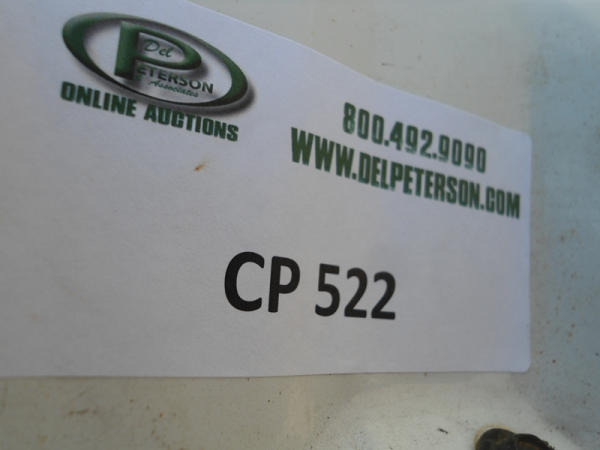 Del
PETERSON
Associates
ONLINE AUCTIONS
800.492.9090
WWW.DELPETERSON.COM
CP 522